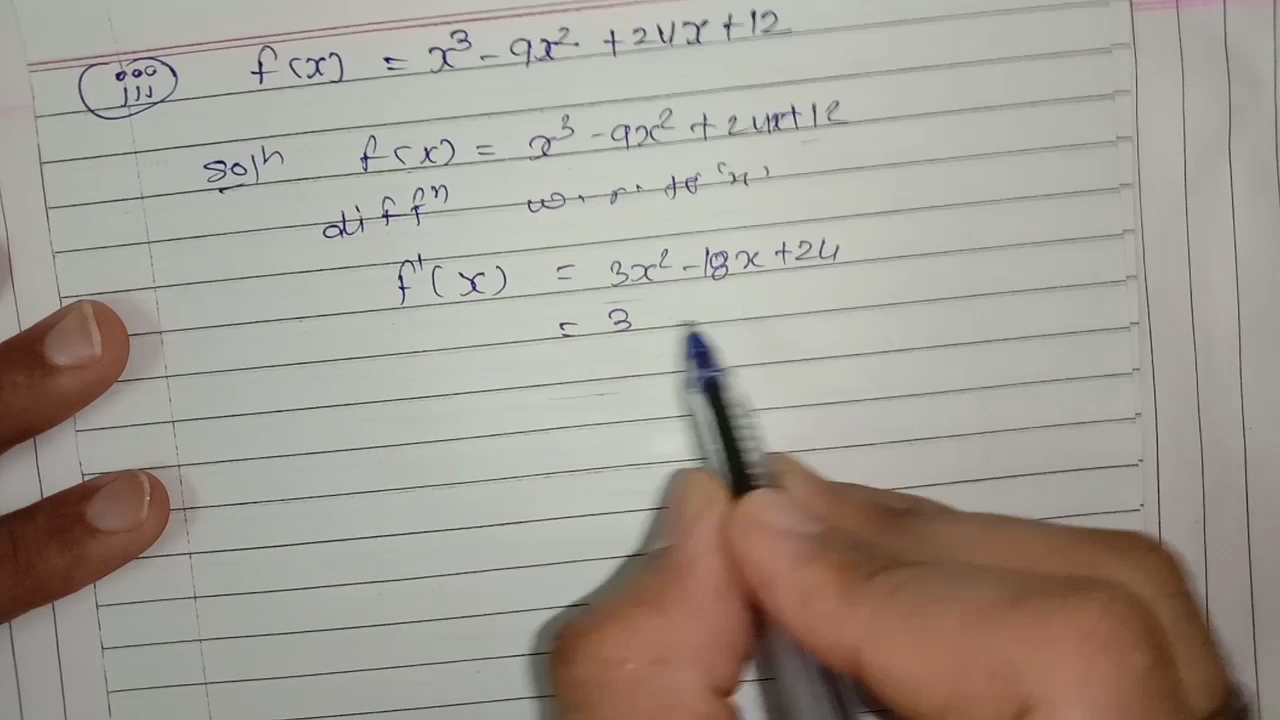 iii f(x) = x³ - 9x² + 24x + 12
Solⁿ f(x) = x³ - 9x² + 24x + 12
diffⁿ w.r.to 'x'
f'(x) = 3x² - 18x + 24
= 3